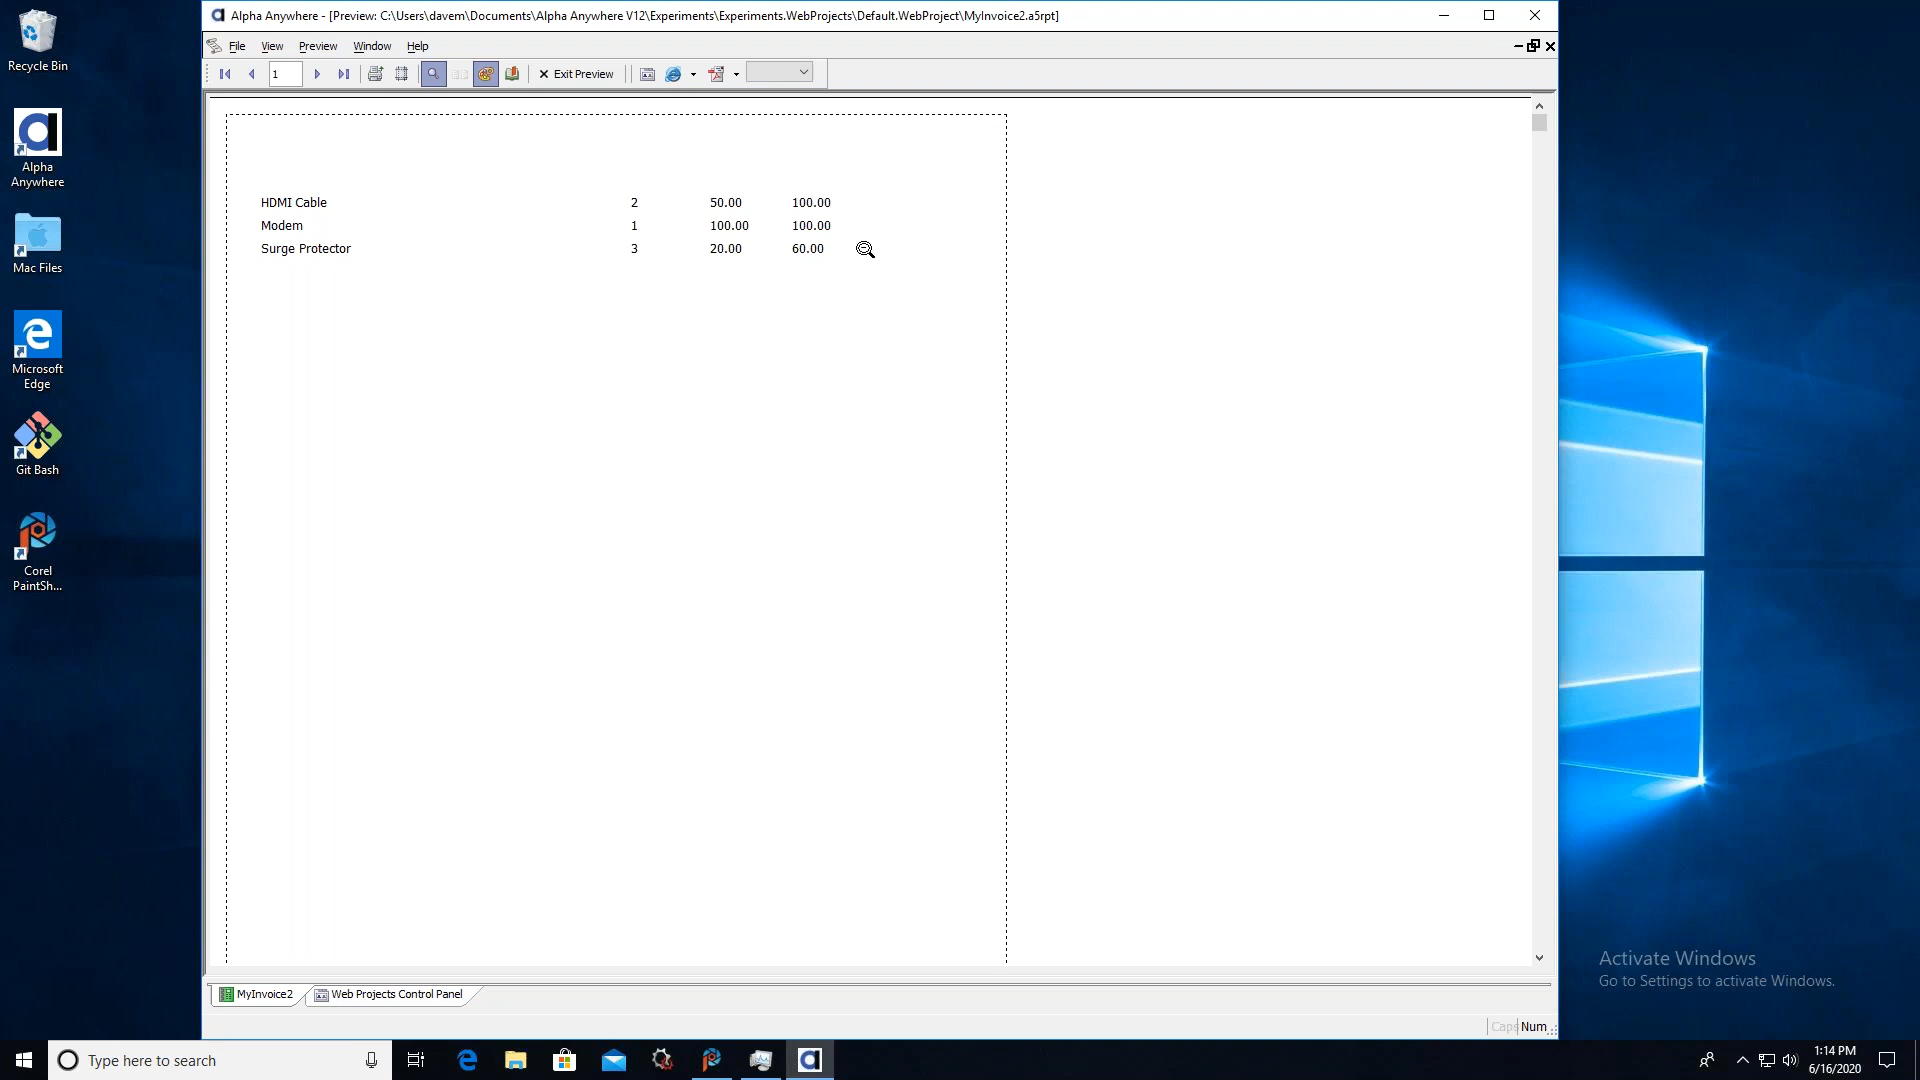 Recycle Bin
Alpha
Anywhere
Mac Files
Microsoft
Edge
Git Bash
Corel
PaintSh...
Alpha Anywhere - [Preview: C:\Users\davem\Documents\Alpha Anywhere V12\Experiments\Experiments.WebProjects\Default.WebProject\MyInvoice2.a5rpt]
File View Preview Window Help
1 Exit Preview
HDMI Cable 2 50.00 100.00
Modem 1 100.00 100.00
Surge Protector 3 20.00 60.00
MyInvoice2 Web Projects Control Panel
Caps Num
Activate Windows
Go to Settings to activate Windows.
Type here to search
1:14 PM
6/16/2020